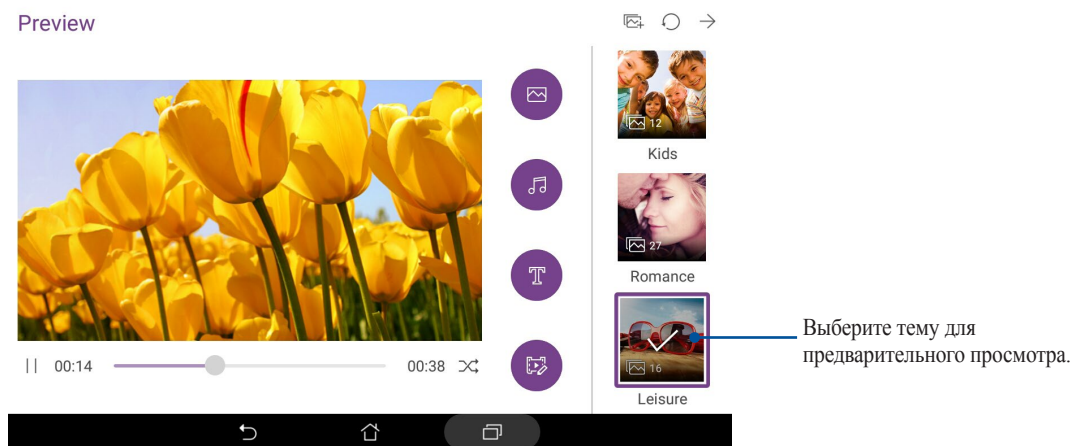 Preview
12
Kids
27
Romance
16
Leisure
00:14
00:38
Выберите тему для
предварительного просмотра.